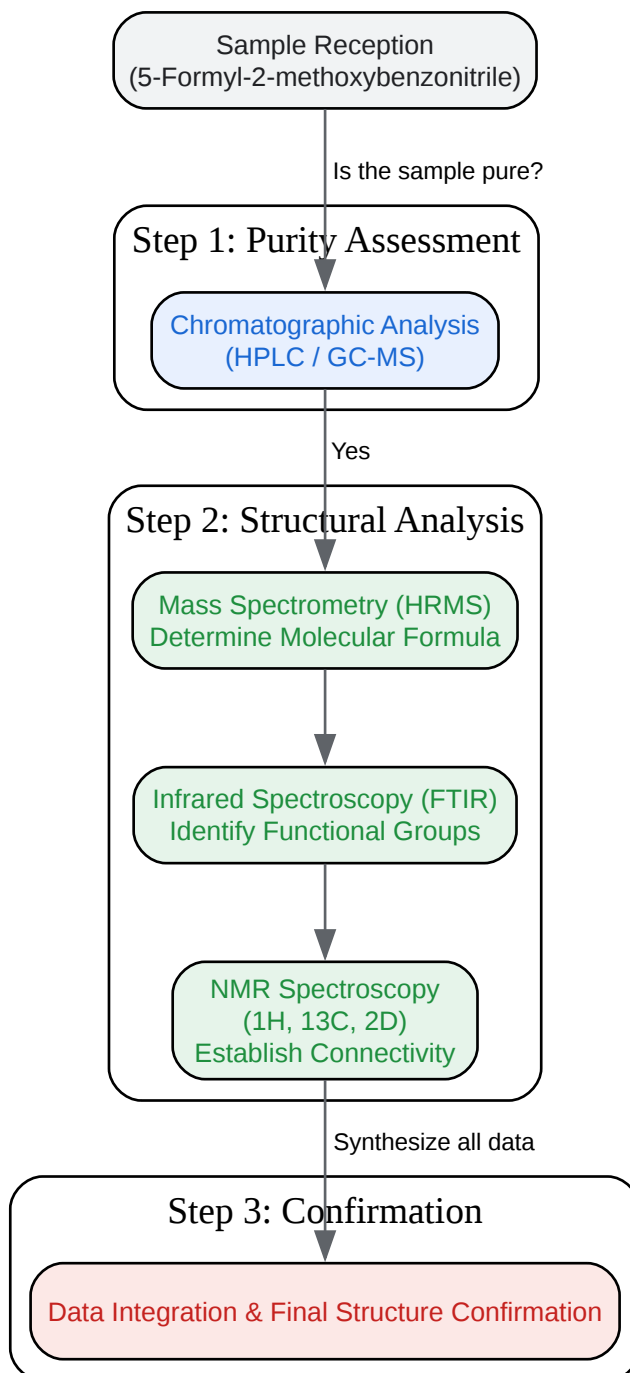 Sample Reception
(5-Formyl-2-methoxybenzonitrile)
Is the sample pure?
Step 1: Purity Assessment
Chromatographic Analysis
(HPLC / GC-MS)
Yes
Step 2: Structural Analysis
Mass Spectrometry (HRMS)
Determine Molecular Formula
Infrared Spectroscopy (FTIR)
Identify Functional Groups
NMR Spectroscopy
(1H, 13C, 2D)
Establish Connectivity
Synthesize all data
Step 3: Confirmation
Data Integration & Final Structure Confirmation